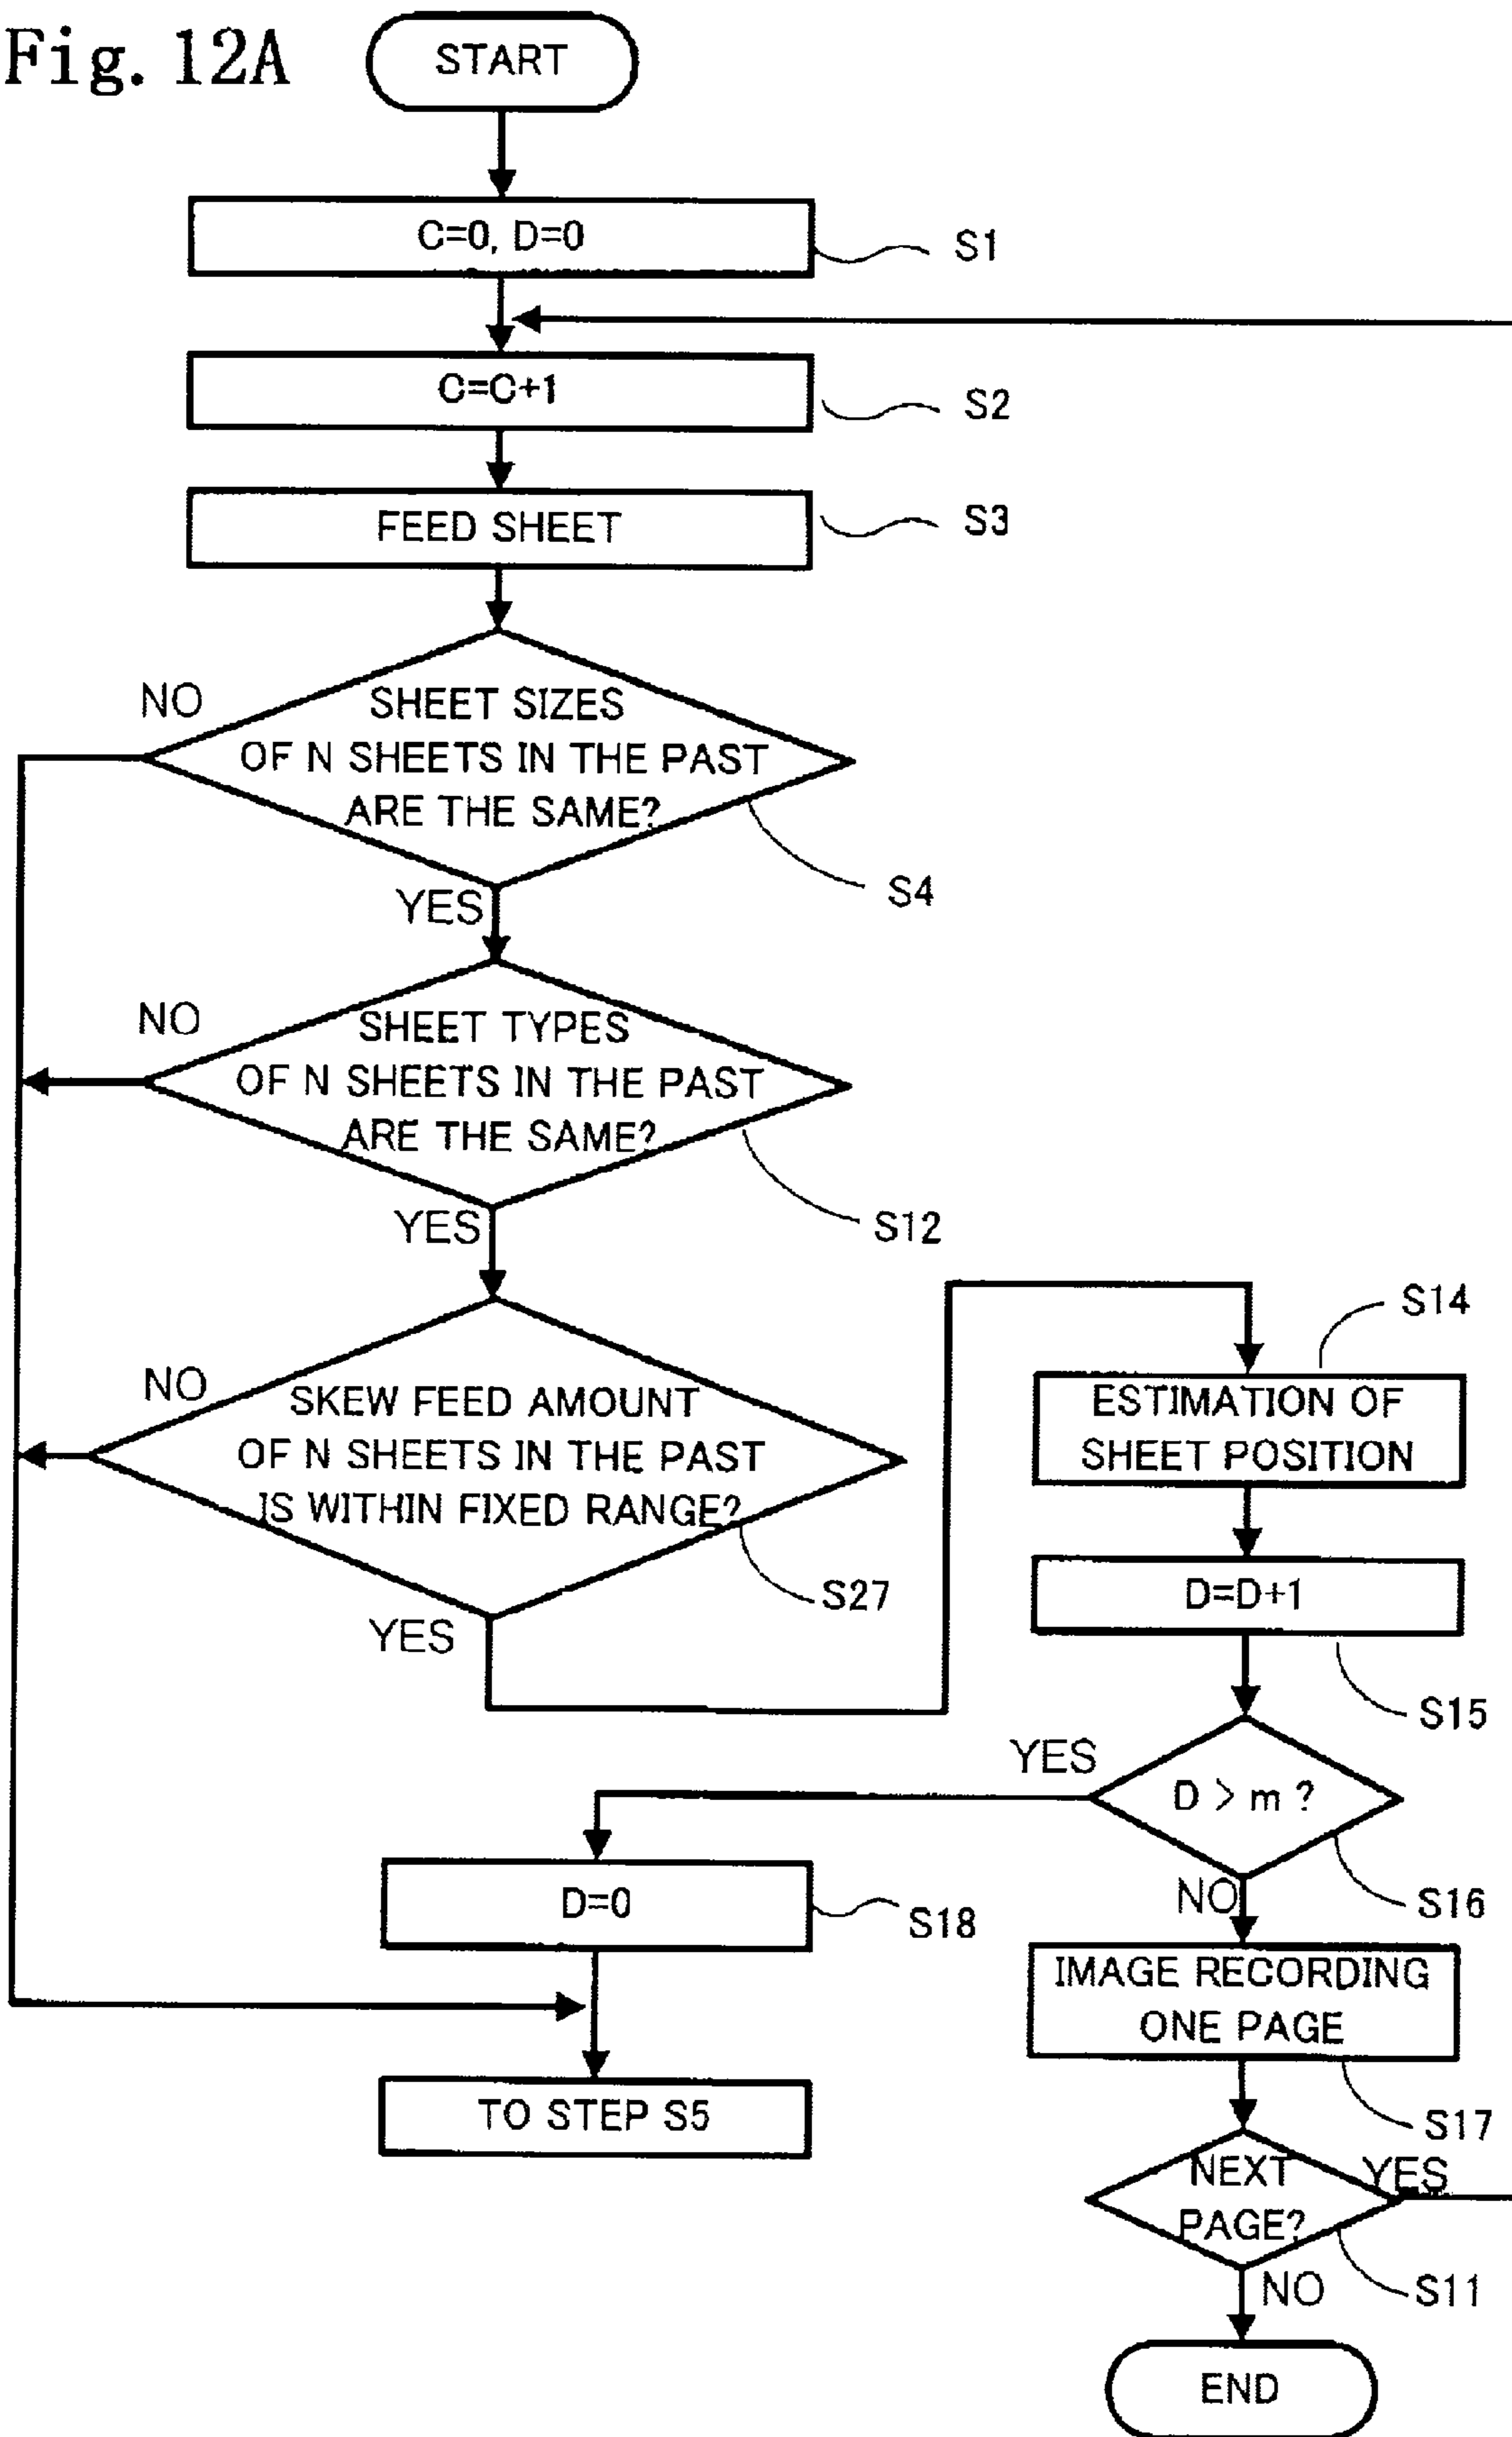 Fig. 12A
START
C=0, D=0
S1
C=C+1
S2
FEED SHEET
S3
NO
SHEET SIZES
OF N SHEETS IN THE PAST
ARE THE SAME?
S4
YES
NO
SHEET TYPES
OF N SHEETS IN THE PAST
ARE THE SAME?
S12
YES
NO
SKEW FEED AMOUNT
OF N SHEETS IN THE PAST
IS WITHIN FIXED RANGE?
S27
YES
S14
ESTIMATION OF
SHEET POSITION
D=D+1
S15
YES
D > m ?
S16
NO
D=0
S18
IMAGE RECORDING
ONE PAGE
S17
TO STEP S5
NEXT
PAGE?
YES
S11
NO
END